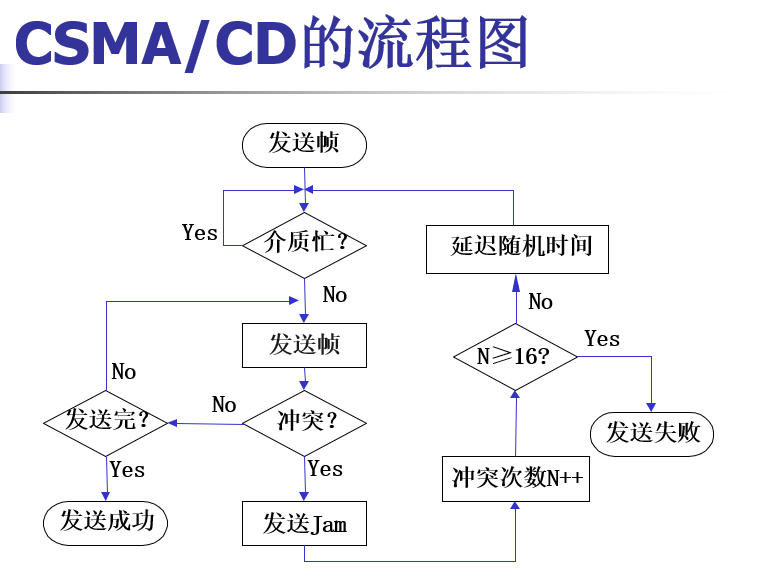 CSMA/CD的流程图
发送帧
Yes
介质忙？
No
发送帧
No
发送完？
No
冲突？
Yes
发送成功
Yes
发送Jam
延迟随机时间
No
N≥16?
Yes
发送失败
冲突次数N++